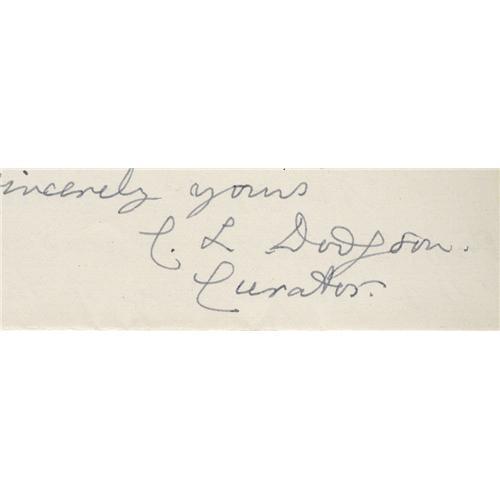 incerely yours
C. L. Dodgson.
Curator.